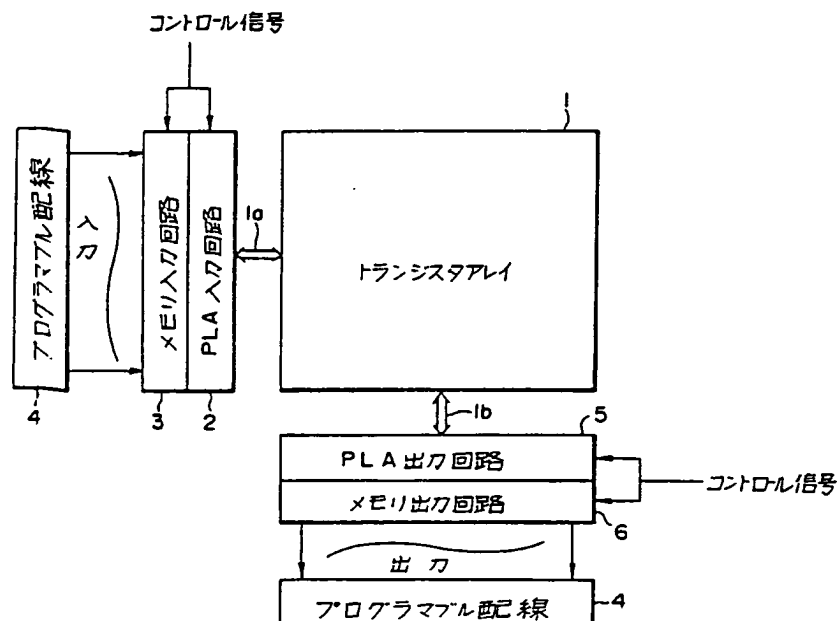 コントロール信号
1
プログラマブル配線
入力
メモリ入力回路
PLA入力回路
1a
トランジスタアレイ
4
3
2
1b
5
PLA出力回路
メモリ出力回路
コントロール信号
6
出力
プログラマブル配線
4